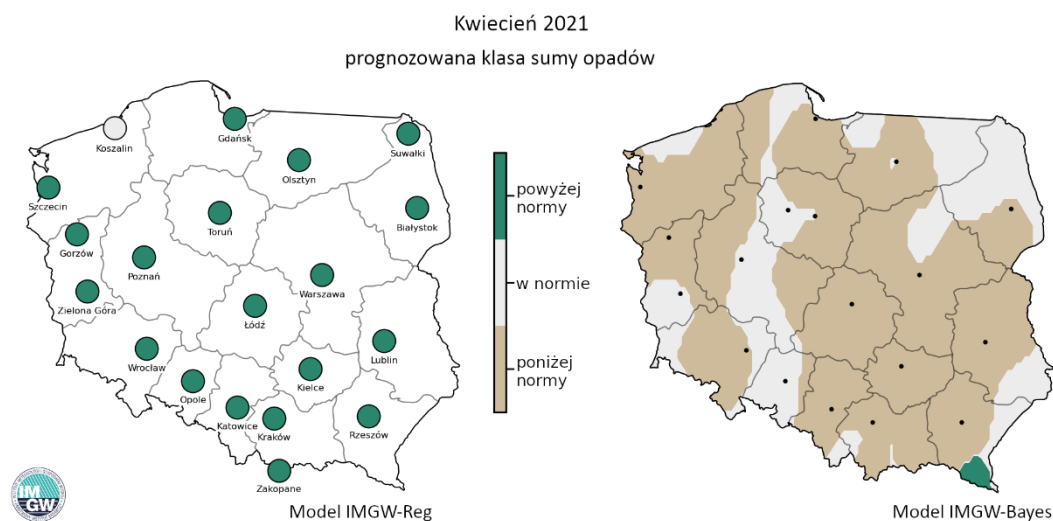 Kwiecień 2021
prognozowana klasa sumy opadów
Koszalin
Gdańsk
Suwałki
Olsztyn
Szczecin
Toruń
Białystok
Gorzów
Poznań
Warszawa
Zielona Góra
Łódź
Wrocław
Lublin
Kielce
Opole
Katowice
Kraków
Rzeszów
Zakopane
powyżej
normy
w normie
poniżej
normy
IM
GW
Model IMGW-Reg
Model IMGW-Bayes